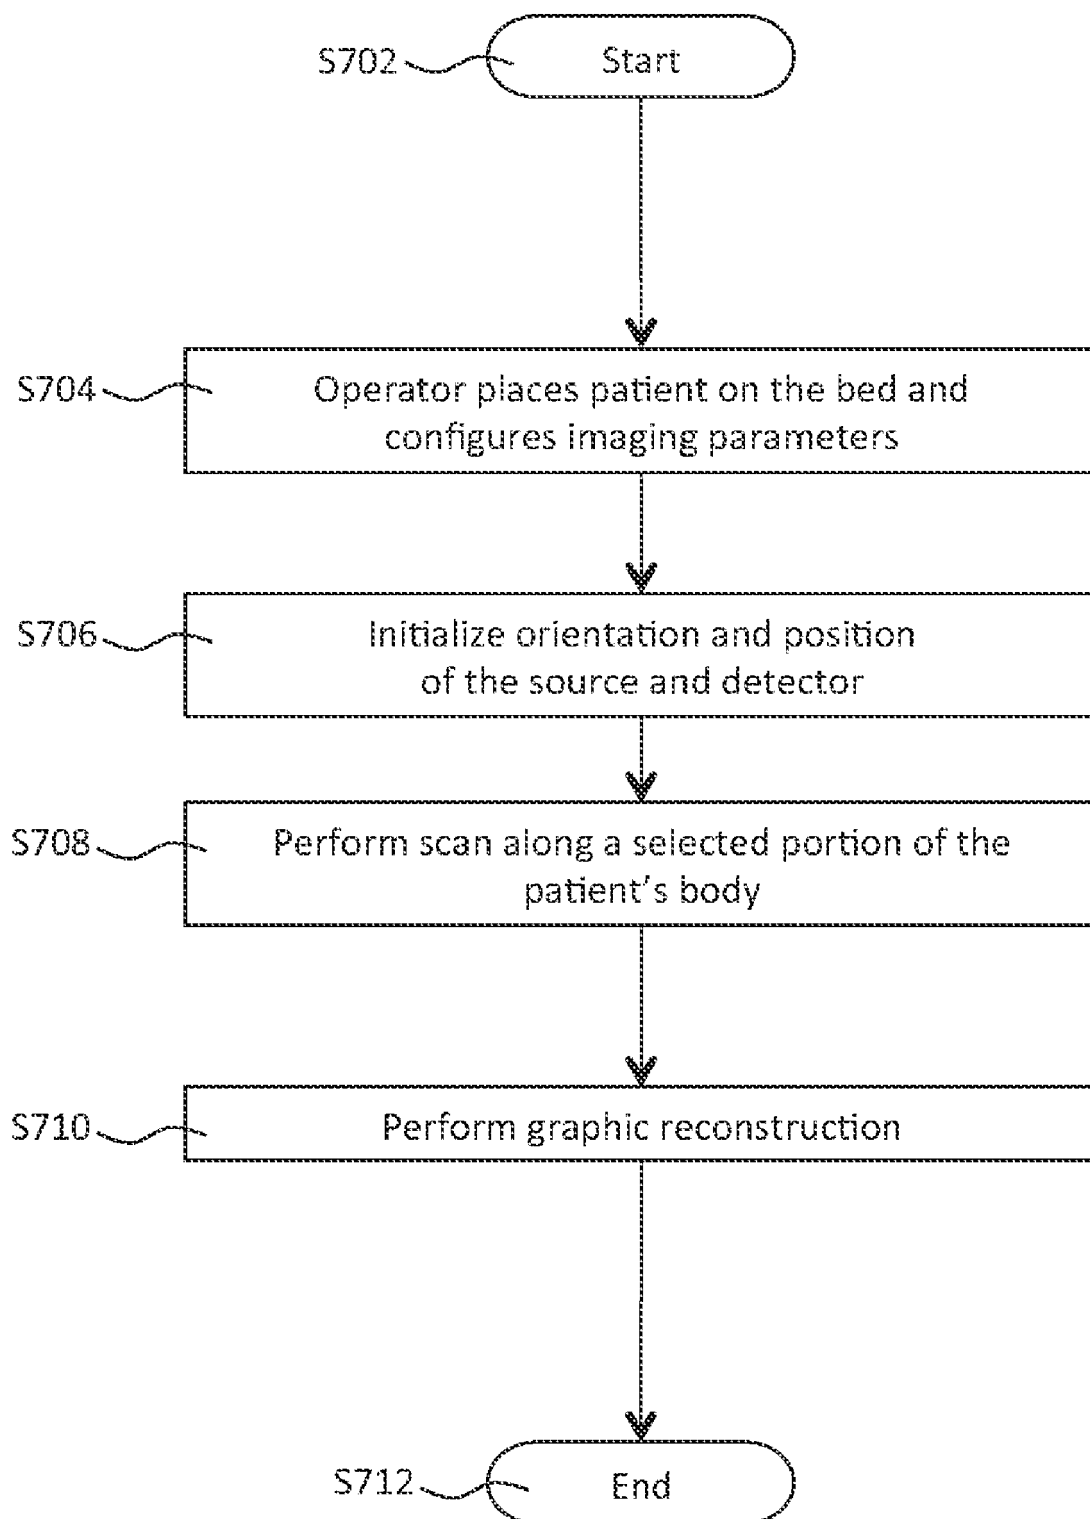 S702
Start
S704
Operator places patient on the bed and
configures imaging parameters
S706
Initialize orientation and position
of the source and detector
S708
Perform scan along a selected portion of the
patient's body
S710
Perform graphic reconstruction
S712
End